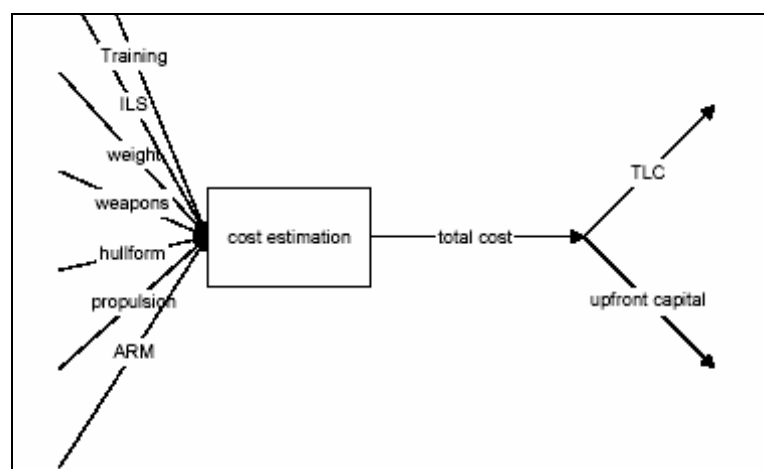 Training
ILS
weight
weapons
hullform
propulsion
ARM
cost estimation
total cost
TLC
upfront capital